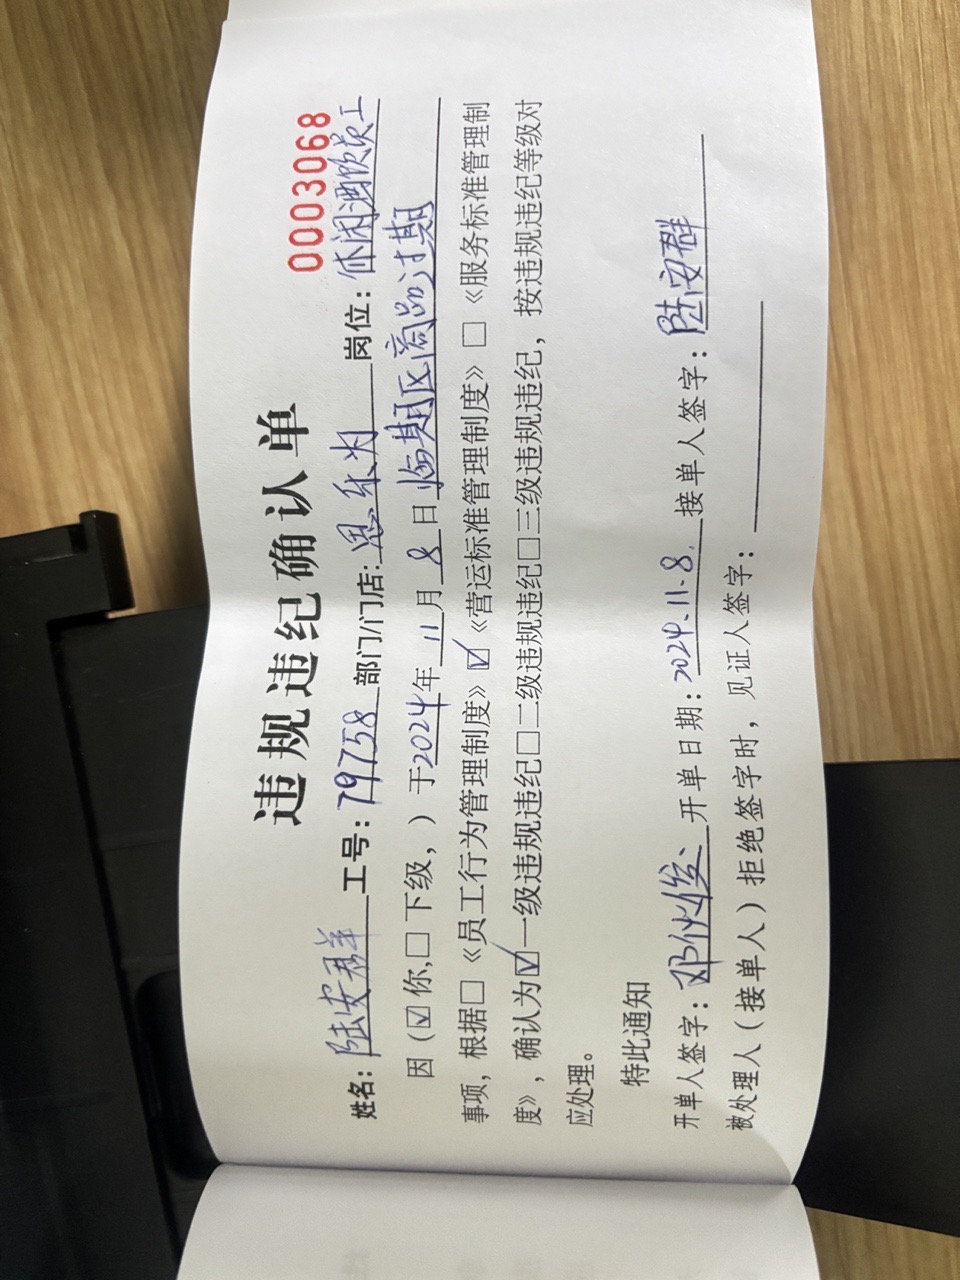 违规违纪确认单
0003068
姓名：陆安群 工号：79758 部门/门店：思乐为 岗位：休闲酒饮员工
因（☑你，□下级，）于2024年11月8日临期区商品过期
事项，根据□《员工行为管理制度》☑《营运标准管理制度》□《服务标准管理制
度》，确认为☑一级违规违纪□二级违规违纪□三级违规违纪，按违规违纪等级对
应处理。
特此通知
开单人签字：邓 俊 开单日期：2024.11.8. 接单人签字：陆安群
被处理人（接单人）拒绝签字时，见证人签字：